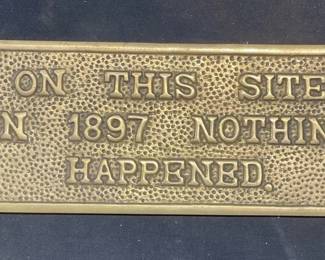 ON THIS SITE
N 1897 NOTHIN
HAPPENED.